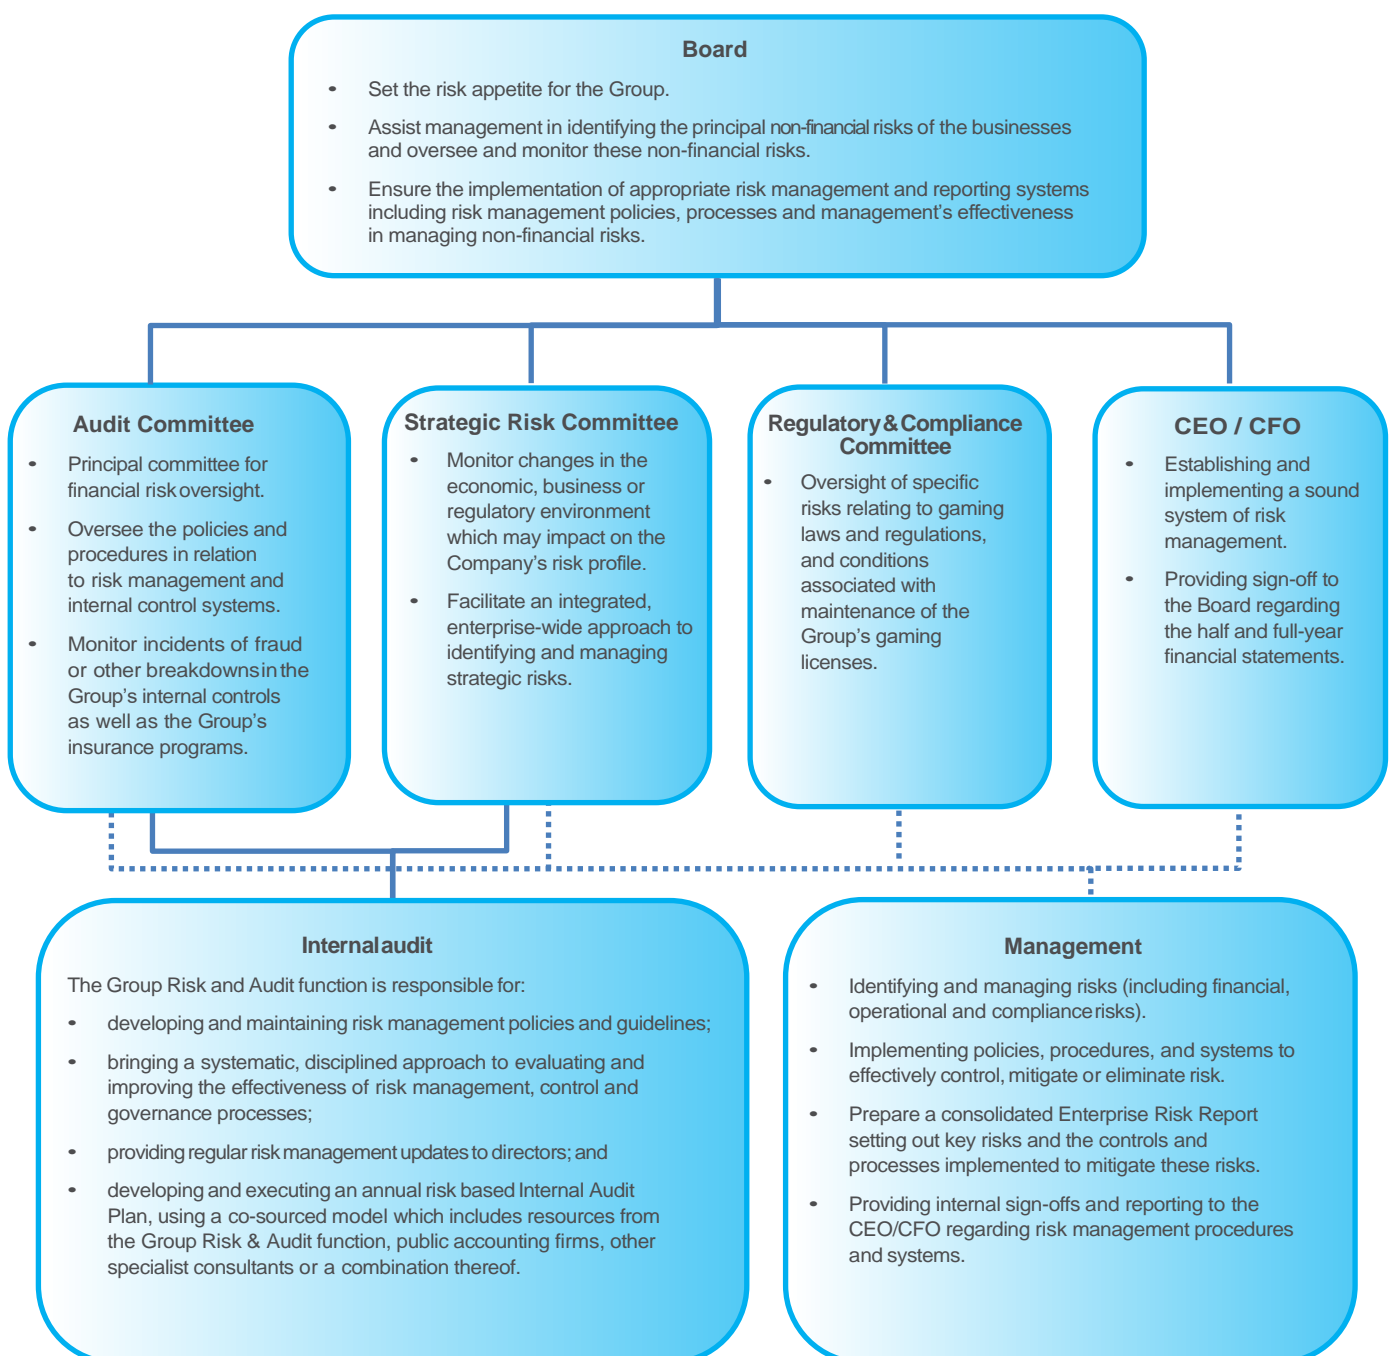 Board
• Set the risk appetite for the Group.
• Assist management in identifying the principal non-financial risks of the businesses
and oversee and monitor these non-financial risks.
• Ensure the implementation of appropriate risk management and reporting systems
including risk management policies, processes and management’s effectiveness
in managing non-financial risks.
Audit Committee
• Principal committee for
financial risk oversight.
• Oversee the policies and
procedures in relation
to risk management and
internal control systems.
• Monitor incidents of fraud
or other breakdowns in the
Group’s internal controls
as well as the Group’s
insurance programs.
Strategic Risk Committee
• Monitor changes in the
economic, business or
regulatory environment
which may impact on the
Company’s risk profile.
• Facilitate an integrated,
enterprise-wide approach to
identifying and managing
strategic risks.
Regulatory & Compliance
Committee
• Oversight of specific
risks relating to gaming
laws and regulations,
and conditions
associated with
maintenance of the
Group’s gaming
licenses.
CEO / CFO
• Establishing and
implementing a sound
system of risk
management.
• Providing sign-off to
the Board regarding
the half and full-year
financial statements.
Internal audit
The Group Risk and Audit function is responsible for:
• developing and maintaining risk management policies and guidelines;
• bringing a systematic, disciplined approach to evaluating and
improving the effectiveness of risk management, control and
governance processes;
• providing regular risk management updates to directors; and
• developing and executing an annual risk based Internal Audit
Plan, using a co-sourced model which includes resources from
the Group Risk & Audit function, public accounting firms, other
specialist consultants or a combination thereof.
Management
• Identifying and managing risks (including financial,
operational and compliance risks).
• Implementing policies, procedures, and systems to
effectively control, mitigate or eliminate risk.
• Prepare a consolidated Enterprise Risk Report
setting out key risks and the controls and
processes implemented to mitigate these risks.
• Providing internal sign-offs and reporting to the
CEO/CFO regarding risk management procedures
and systems.